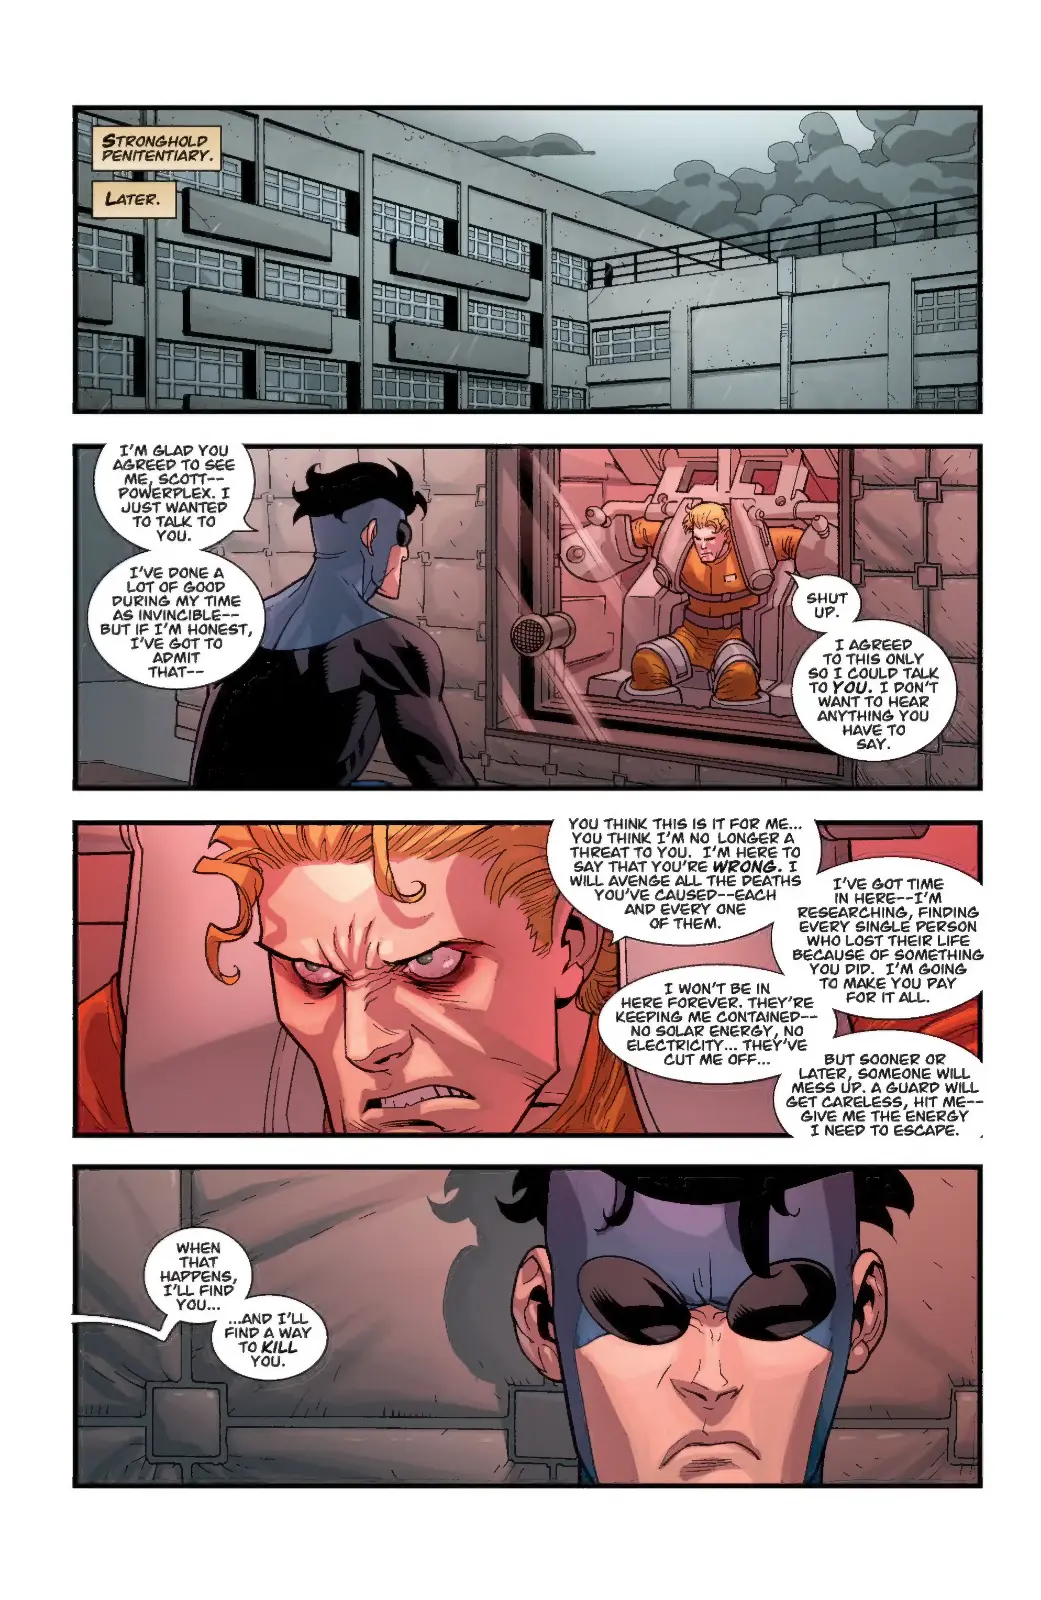 STRONGHOLD
PENITENTIARY.
LATER.
I'M GLAD YOU
AGREED TO SEE
ME, SCOTT--
POWERPLEX. I
JUST WANTED
TO TALK TO
YOU.
I'VE DONE A
LOT OF GOOD
DURING MY TIME
AS INVINCIBLE--
BUT IF I'M HONEST,
I'VE GOT TO
ADMIT
THAT--
SHUT
UP.
I AGREED
TO THIS ONLY
SO I COULD TALK
TO YOU. I DON'T
WANT TO HEAR
ANYTHING YOU
HAVE TO
SAY.
YOU THINK THIS IS IT FOR ME...
YOU THINK I'M NO LONGER A
THREAT TO YOU. I'M HERE TO
SAY THAT YOU'RE WRONG. I
WILL AVENGE ALL THE DEATHS
YOU'VE CAUSED--EACH
AND EVERY ONE
OF THEM.
I'VE GOT TIME
IN HERE--I'M
RESEARCHING, FINDING
EVERY SINGLE PERSON
WHO LOST THEIR LIFE
BECAUSE OF SOMETHING
YOU DID. I'M GOING
TO MAKE YOU PAY
FOR IT ALL.
I WON'T BE IN
HERE FOREVER. THEY'RE
KEEPING ME CONTAINED--
NO SOLAR ENERGY, NO
ELECTRICITY... THEY'VE
CUT ME OFF...
BUT SOONER OR
LATER, SOMEONE WILL
MESS UP. A GUARD WILL
GET CARELESS, HIT ME--
GIVE ME THE ENERGY
I NEED TO ESCAPE.
WHEN
THAT
HAPPENS,
I'LL FIND
YOU...
...AND I'LL
FIND A WAY
TO KILL
YOU.